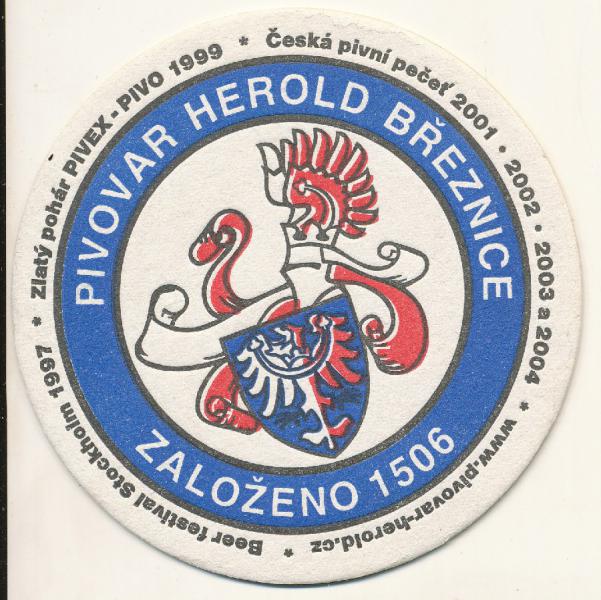 PIVOVAR HEROLD BŘEZNICE
ZALOŽENO 1506
Beer festival Stockholm 1997 * Zlatý pohár PIVEX - PIVO 1999 * Česká pivní pečeť 2001 • 2002 • 2003 a 2004 * www.pivovar-herold.cz *